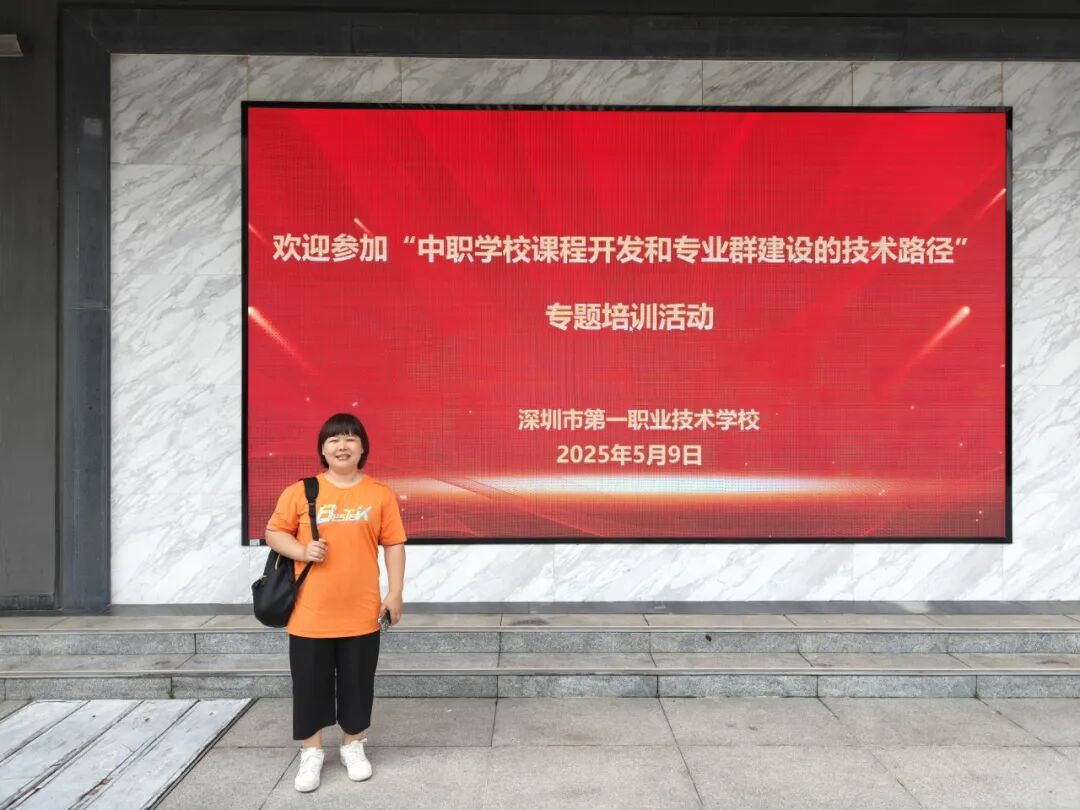 欢迎参加“中职学校课程开发和专业群建设的技术路径”
专题培训活动
深圳市第一职业技术学校
2025年5月9日